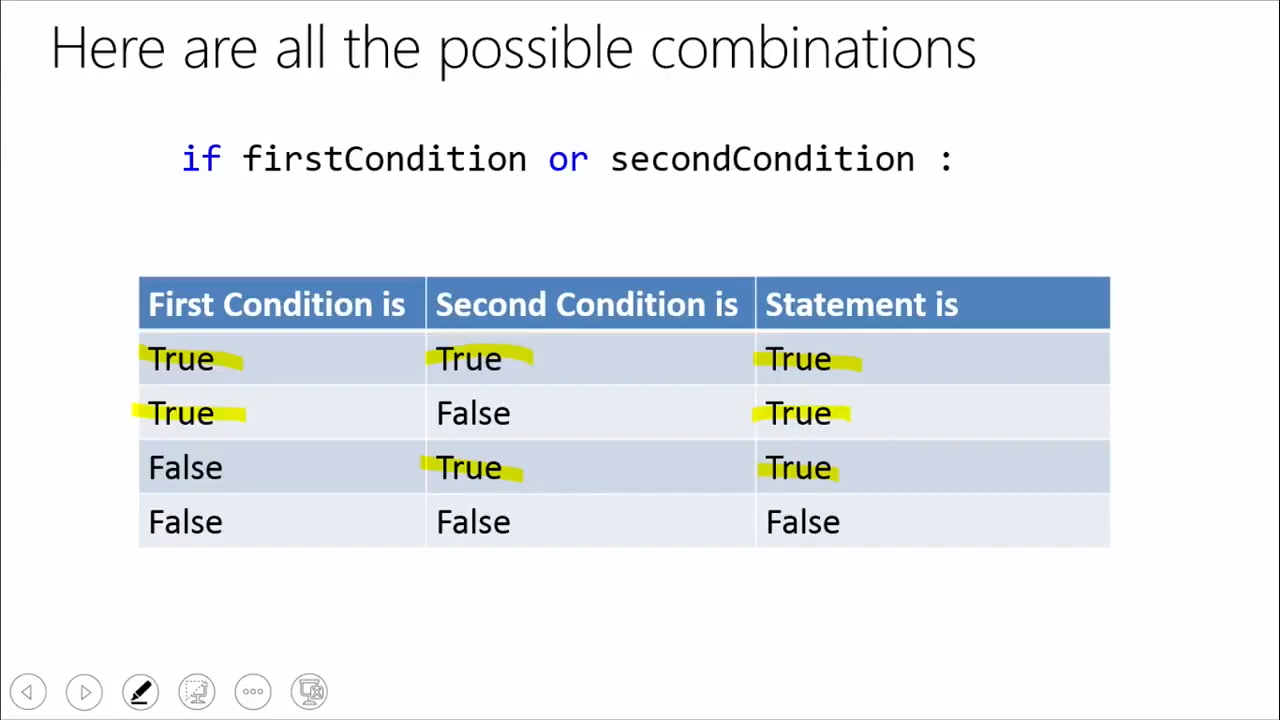 Here are all the possible combinations
if firstCondition or secondCondition :
First Condition is Second Condition is Statement is
True True True
True False True
False True True
False False False